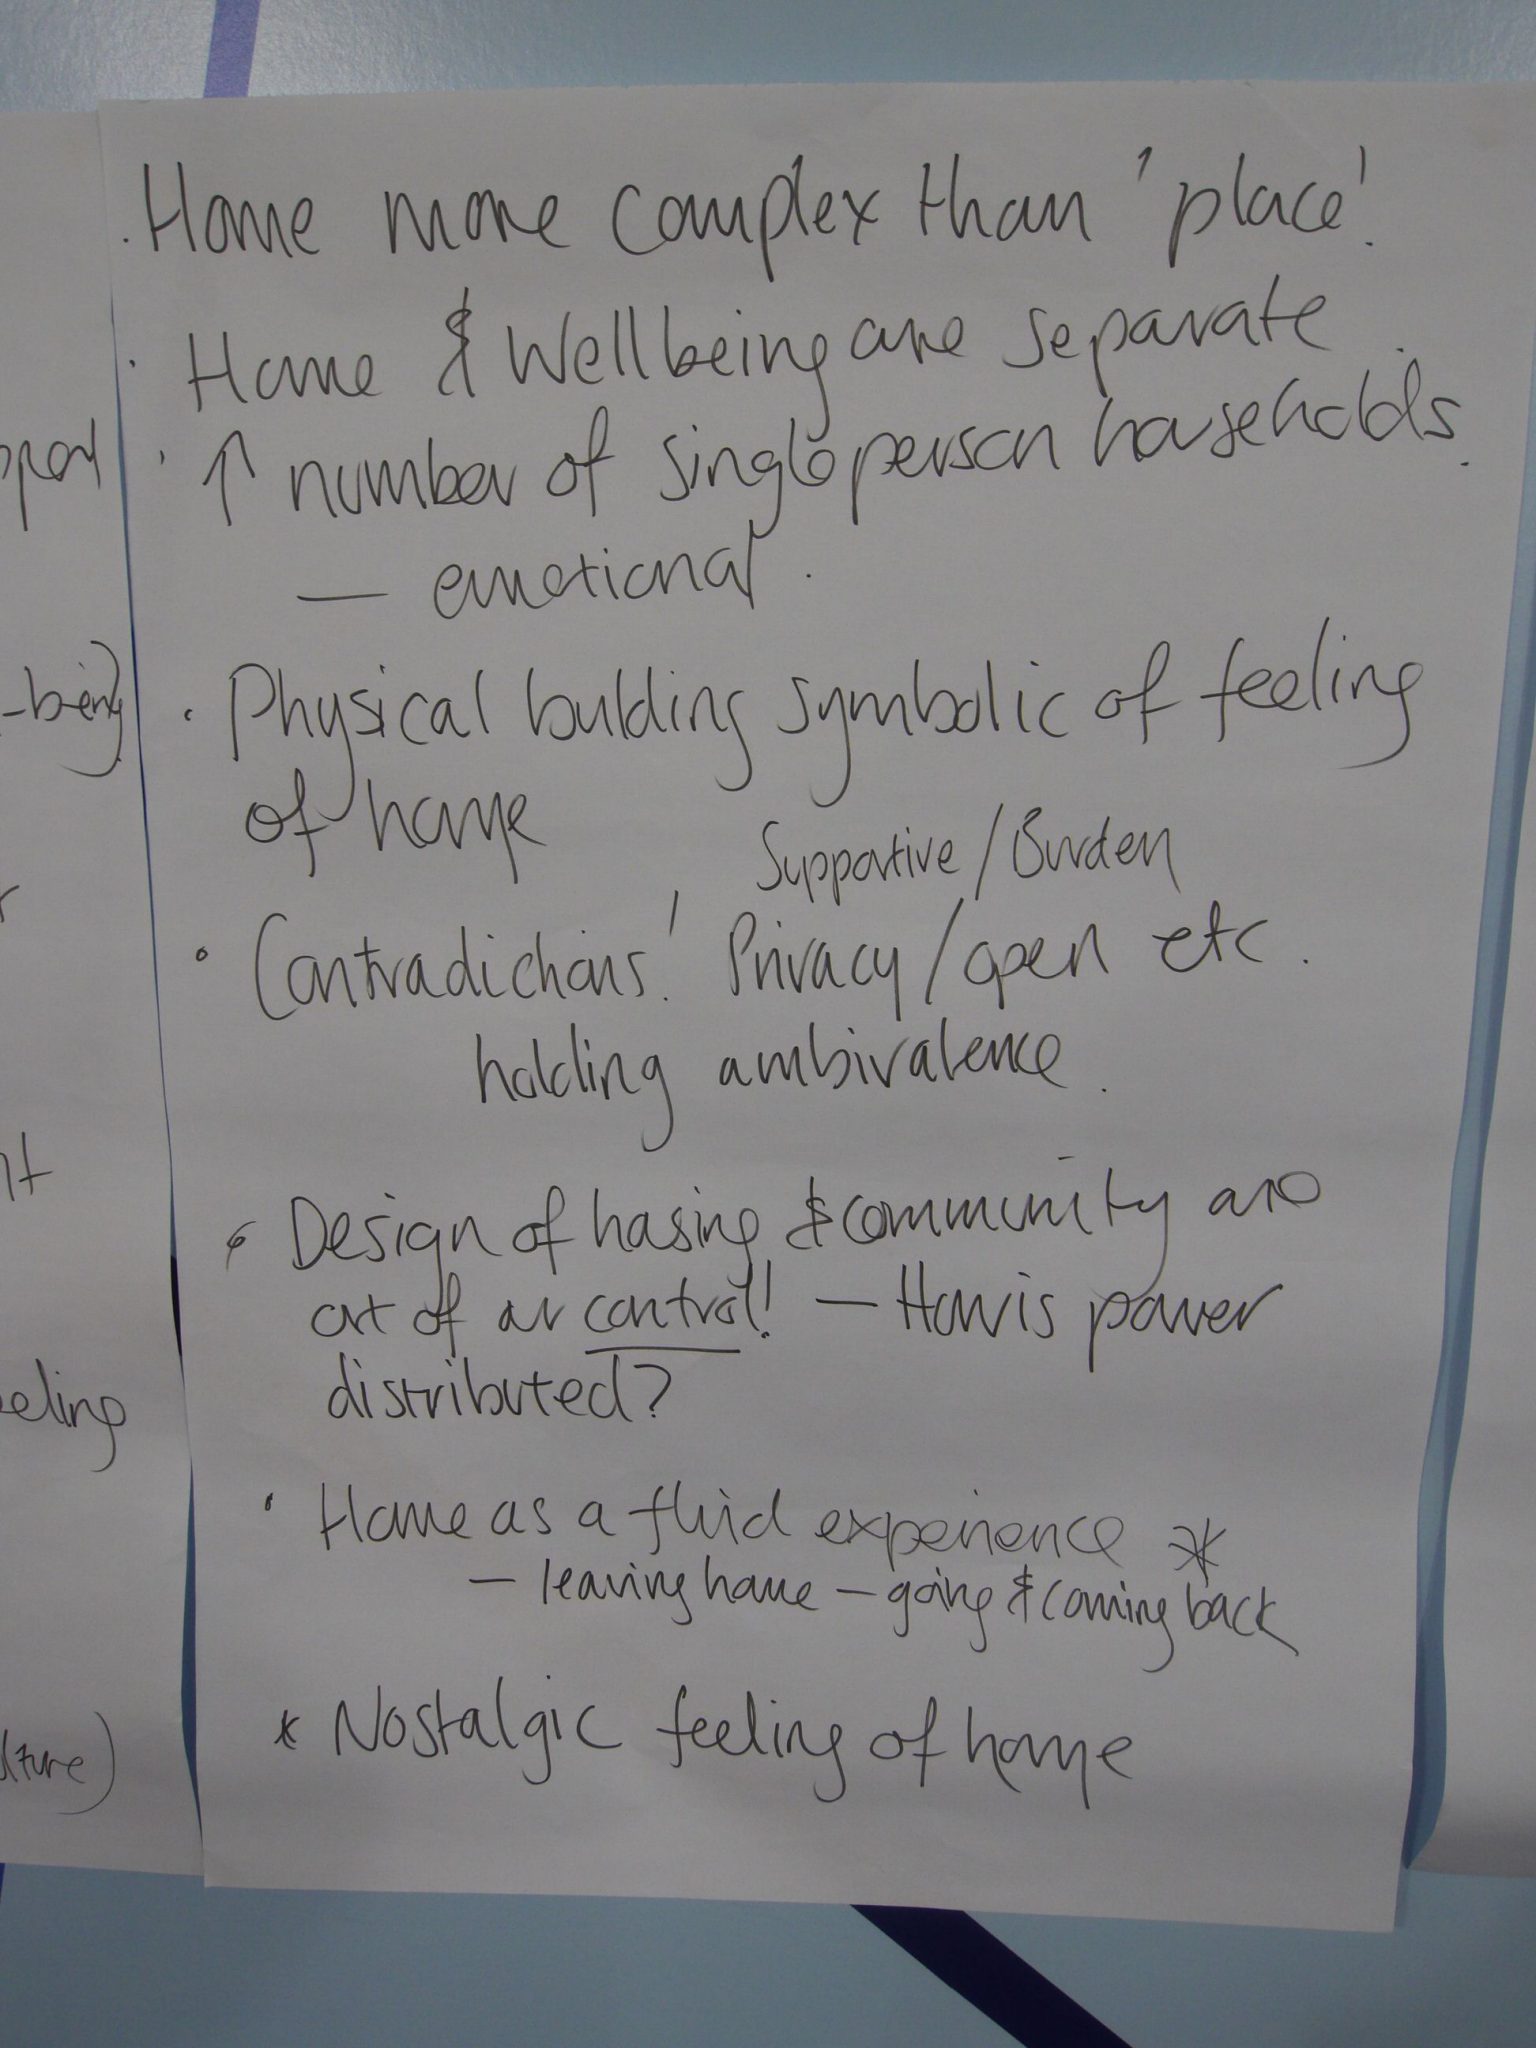 . Home more complex than 'place'.
· Home & Wellbeing are separate.
· ↑ number of single person households.
— emotional.
· Physical building symbolic of feeling
of home
Supportive / Burden
· Contradictions! Privacy / open etc.
holding ambivalence.
· Design of housing & community are
out of our control! — How is power
distributed?
· Home as a fluid experience *
— leaving home — going & coming back
* Nostalgic feeling of home
-being)
eeling
lture)